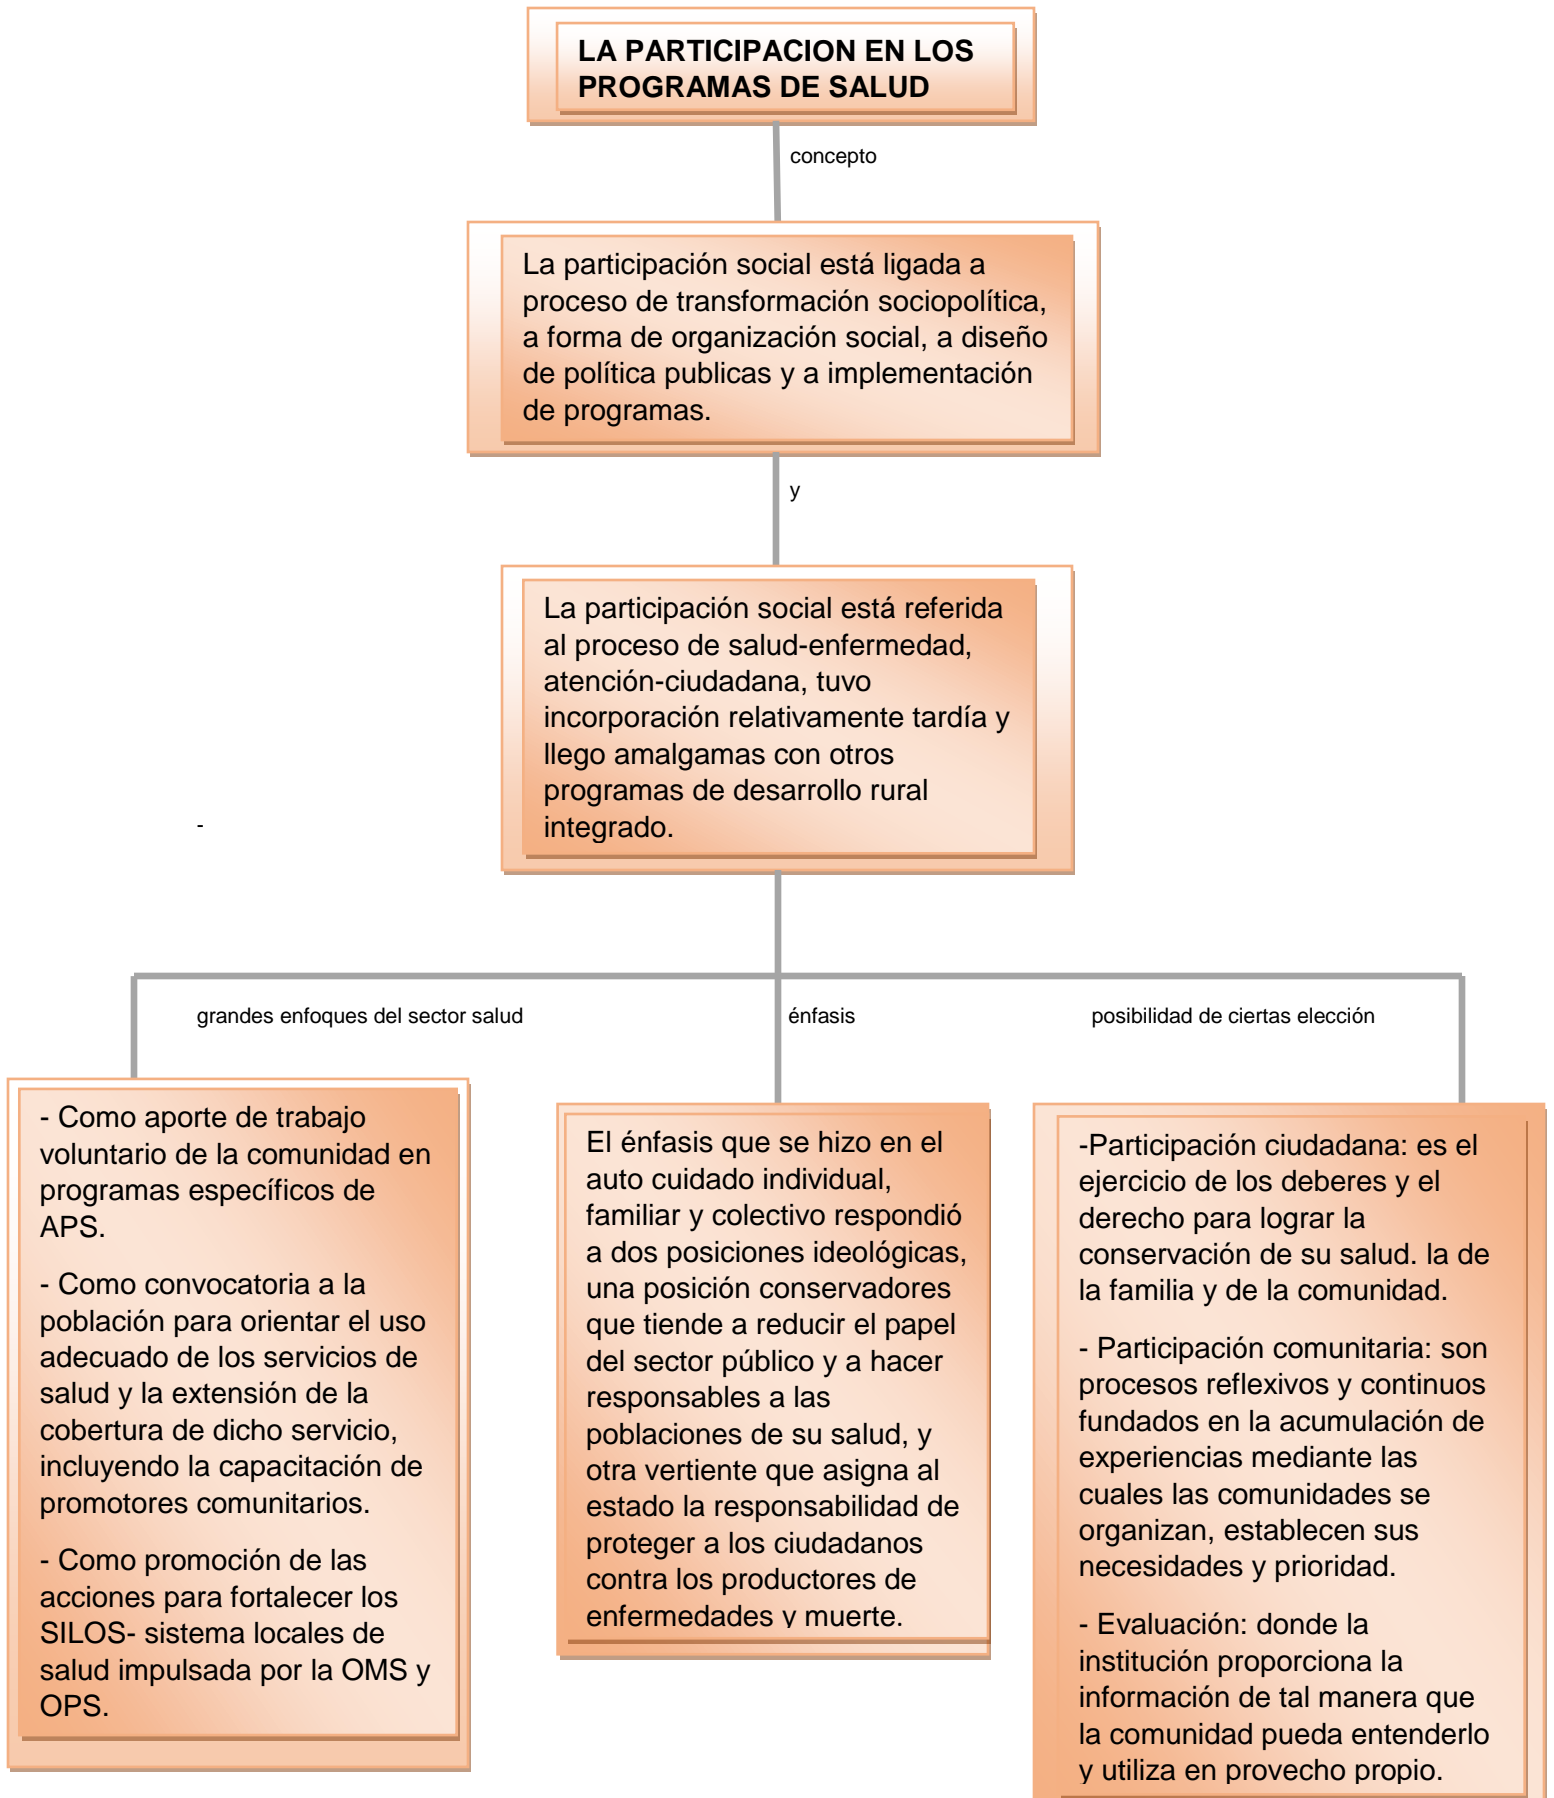 LA PARTICIPACION EN LOS
PROGRAMAS DE SALUD
concepto
La participación social está ligada a
proceso de transformación sociopolítica,
a forma de organización social, a diseño
de política publicas y a implementación
de programas.
y
La participación social está referida
al proceso de salud-enfermedad,
atención-ciudadana, tuvo
incorporación relativamente tardía y
llego amalgamas con otros
programas de desarrollo rural
integrado.
-
grandes enfoques del sector salud
énfasis
posibilidad de ciertas elección
- Como aporte de trabajo
voluntario de la comunidad en
programas específicos de
APS.
- Como convocatoria a la
población para orientar el uso
adecuado de los servicios de
salud y la extensión de la
cobertura de dicho servicio,
incluyendo la capacitación de
promotores comunitarios.
- Como promoción de las
acciones para fortalecer los
SILOS- sistema locales de
salud impulsada por la OMS y
OPS.
El énfasis que se hizo en el
auto cuidado individual,
familiar y colectivo respondió
a dos posiciones ideológicas,
una posición conservadores
que tiende a reducir el papel
del sector público y a hacer
responsables a las
poblaciones de su salud, y
otra vertiente que asigna al
estado la responsabilidad de
proteger a los ciudadanos
contra los productores de
enfermedades y muerte.
-Participación ciudadana: es el
ejercicio de los deberes y el
derecho para lograr la
conservación de su salud. la de
la familia y de la comunidad.
- Participación comunitaria: son
procesos reflexivos y continuos
fundados en la acumulación de
experiencias mediante las
cuales las comunidades se
organizan, establecen sus
necesidades y prioridad.
- Evaluación: donde la
institución proporciona la
información de tal manera que
la comunidad pueda entenderlo
y utiliza en provecho propio.